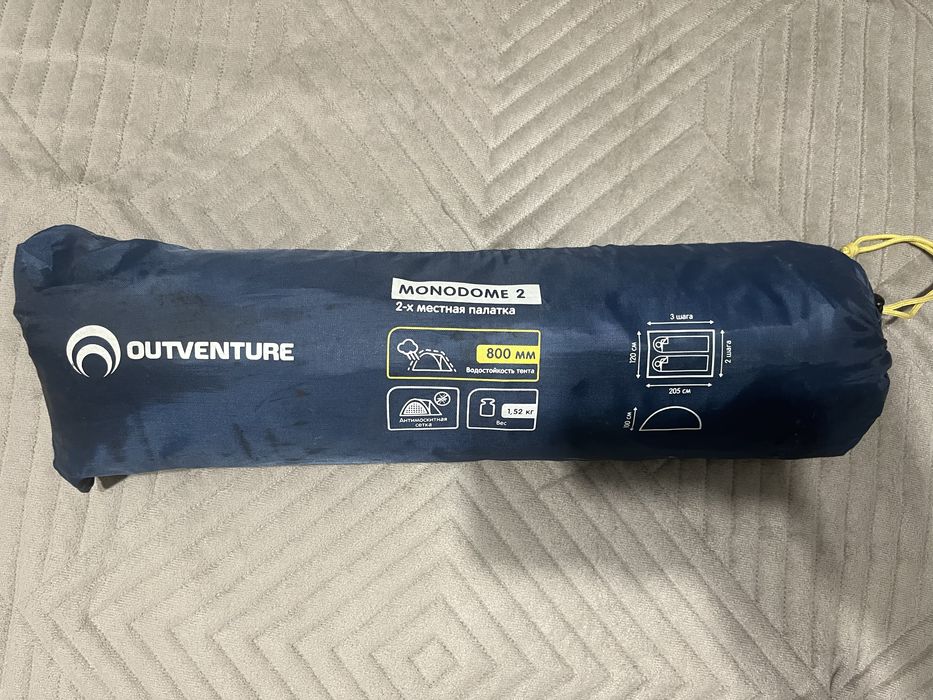 OUTVENTURE
MONODOME 2
2-х местная палатка
800 мм
Водостойкость тента
Антимоскитная
сетка
1,52 кг
Вес
3 шага
120 см
2 шага
205 см
100 см